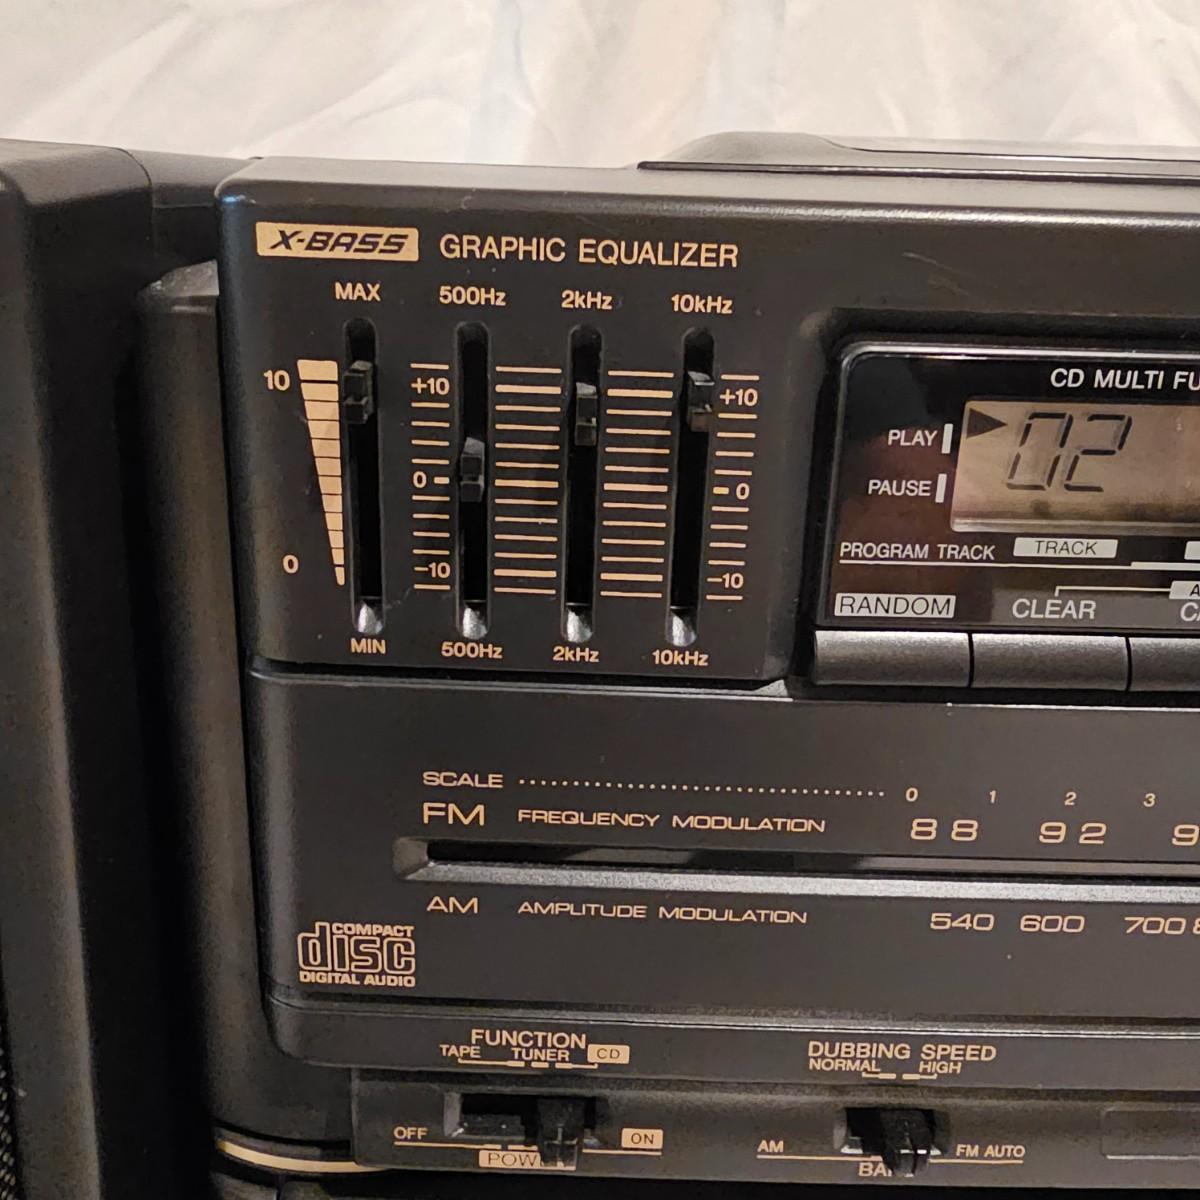 X-BASS GRAPHIC EQUALIZER
MAX 500Hz 2kHz 10kHz
10 +10 +10
0 0
0 -10 -10
MIN 500Hz 2kHz 10kHz
CD MULTI
PLAY 02
PAUSE
PROGRAM TRACK TRACK
RANDOM CLEAR
SCALE 0 1 2 3
FM FREQUENCY MODULATION 88 92 9
AM AMPLITUDE MODULATION 540 600 700
COMPACT
disc
DIGITAL AUDIO
FUNCTION
TAPE TUNER CD
DUBBING SPEED
NORMAL HIGH
OFF ON
AM FM AUTO